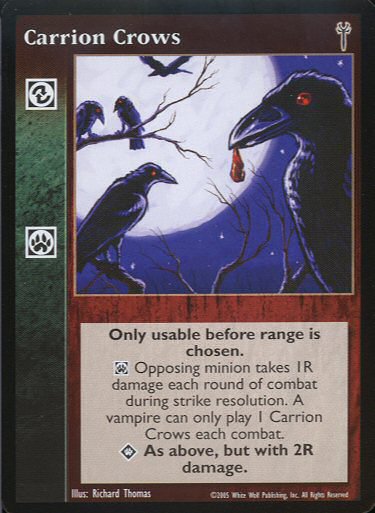 Carrion Crows
Only usable before range is
chosen.
Opposing minion takes 1R
damage each round of combat
during strike resolution. A
vampire can only play 1 Carrion
Crows each combat.
As above, but with 2R
damage.
Illus: Richard Thomas
©2005 White Wolf Publishing, Inc. All Rights Reserved